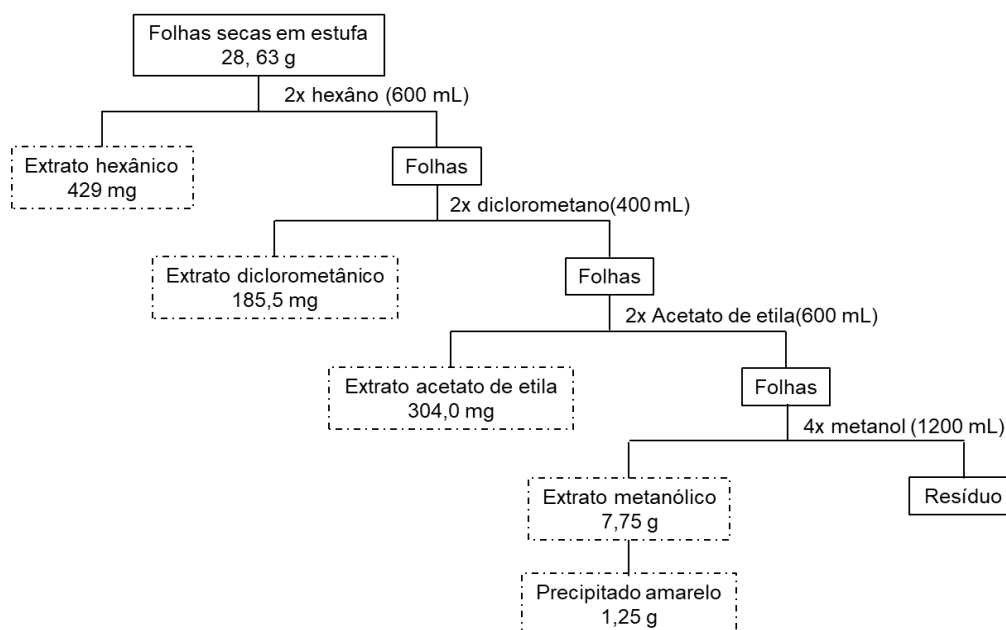 Folhas secas em estufa
28, 63 g
2x hexâno (600 mL)
Extrato hexânico
429 mg
Folhas
2x diclorometano(400 mL)
Extrato diclorometânico
185,5 mg
Folhas
2x Acetato de etila(600 mL)
Extrato acetato de etila
304,0 mg
Folhas
4x metanol (1200 mL)
Extrato metanólico
7,75 g
Resíduo
Precipitado amarelo
1,25 g